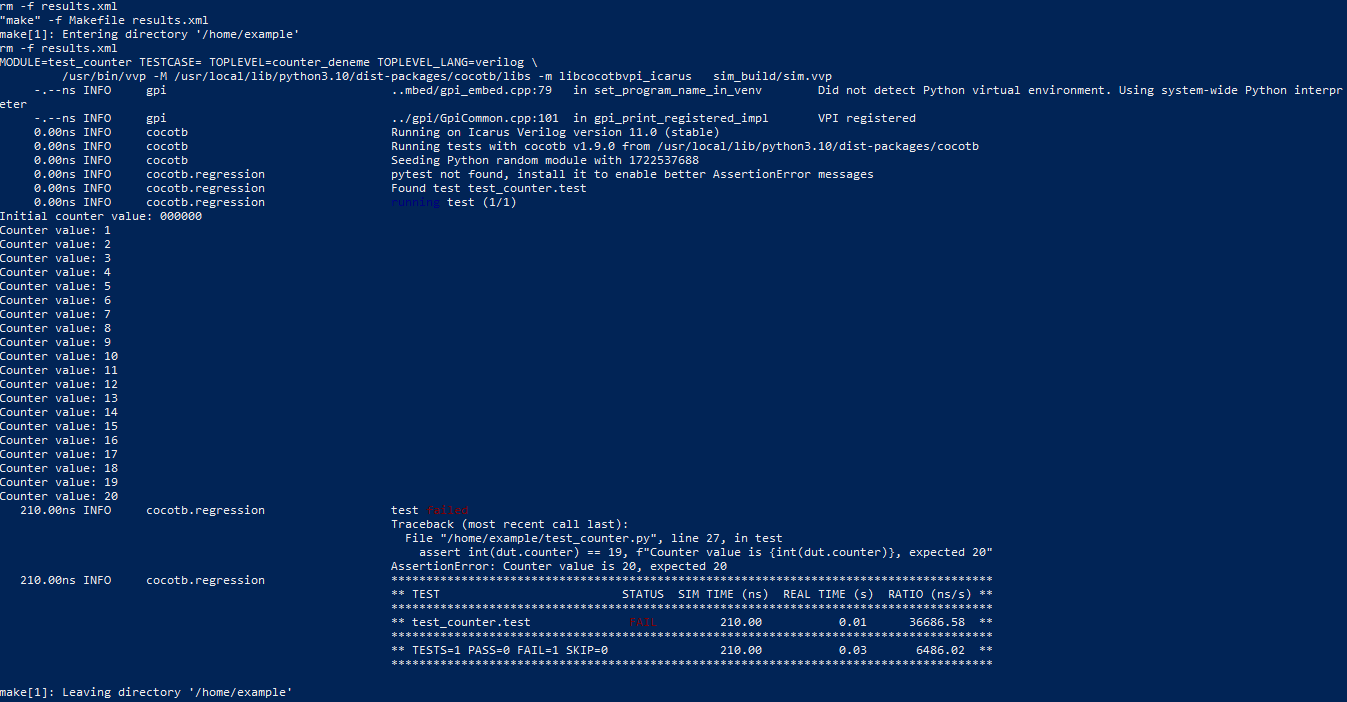 rm -f results.xml
"make" -f Makefile results.xml
make[1]: Entering directory '/home/example'
rm -f results.xml
MODULE=test_counter TESTCASE= TOPLEVEL=counter_deneme TOPLEVEL_LANG=verilog \
/usr/bin/vvp -M /usr/local/lib/python3.10/dist-packages/cocotb/libs -m libcocotbvpi_icarus sim_build/sim.vvp
-.--ns INFO gpi ..mbed/gpi_embed.cpp:79 in set_program_name_in_venv Did not detect Python virtual environment. Using system-wide Python interpr
eter
-.--ns INFO gpi ../gpi/GpiCommon.cpp:101 in gpi_print_registered_impl VPI registered
0.00ns INFO cocotb Running on Icarus Verilog version 11.0 (stable)
0.00ns INFO cocotb Running tests with cocotb v1.9.0 from /usr/local/lib/python3.10/dist-packages/cocotb
0.00ns INFO cocotb Seeding Python random module with 1722537688
0.00ns INFO cocotb.regression pytest not found, install it to enable better AssertionError messages
0.00ns INFO cocotb.regression Found test test_counter.test
0.00ns INFO cocotb.regression running test (1/1)
Initial counter value: 000000
Counter value: 1
Counter value: 2
Counter value: 3
Counter value: 4
Counter value: 5
Counter value: 6
Counter value: 7
Counter value: 8
Counter value: 9
Counter value: 10
Counter value: 11
Counter value: 12
Counter value: 13
Counter value: 14
Counter value: 15
Counter value: 16
Counter value: 17
Counter value: 18
Counter value: 19
Counter value: 20
210.00ns INFO cocotb.regression test failed
Traceback (most recent call last):
File "/home/example/test_counter.py", line 27, in test
assert int(dut.counter) == 19, f"Counter value is {int(dut.counter)}, expected 20"
AssertionError: Counter value is 20, expected 20
210.00ns INFO cocotb.regression **************************************************************************************
** TEST STATUS SIM TIME (ns) REAL TIME (s) RATIO (ns/s) **
**************************************************************************************
** test_counter.test FAIL 210.00 0.01 36686.58 **
**************************************************************************************
** TESTS=1 PASS=0 FAIL=1 SKIP=0 210.00 0.03 6486.02 **
**************************************************************************************
make[1]: Leaving directory '/home/example'